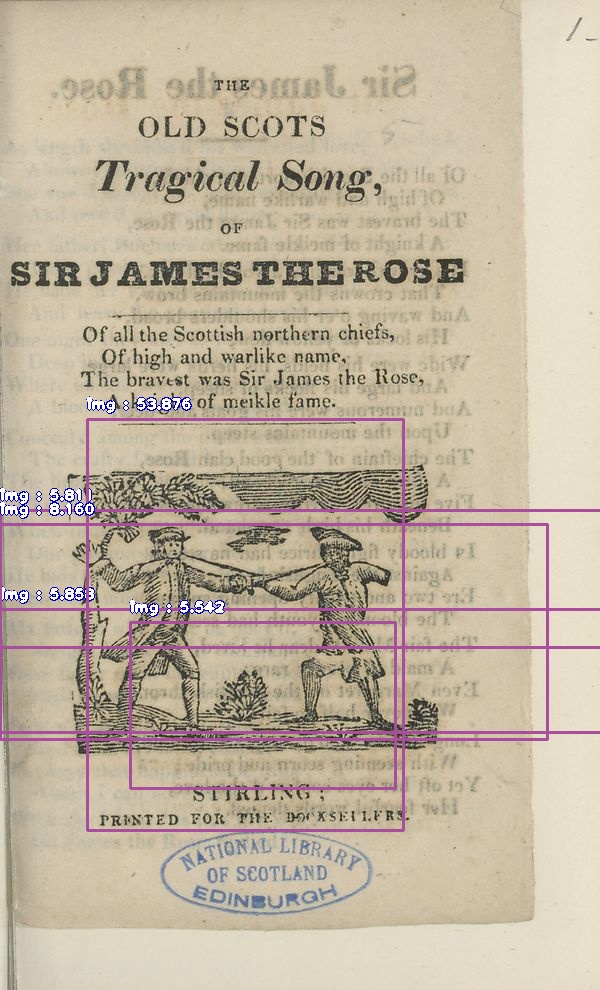 1-
THE
OLD SCOTS
Tragical Song,
OF
SIR JAMES THE ROSE
Of all the Scottish northern chiefs,
Of high and warlike name,
The bravest was Sir James the Rose,
A knight of meikle fame.
img : 53.876
img : 5.811
img : 8.160
img : 5.853
img : 5.542
STIRLING:
PRINTED FOR THE BOOKSELLERS.
NATIONAL LIBRARY
OF SCOTLAND
EDINBURGH